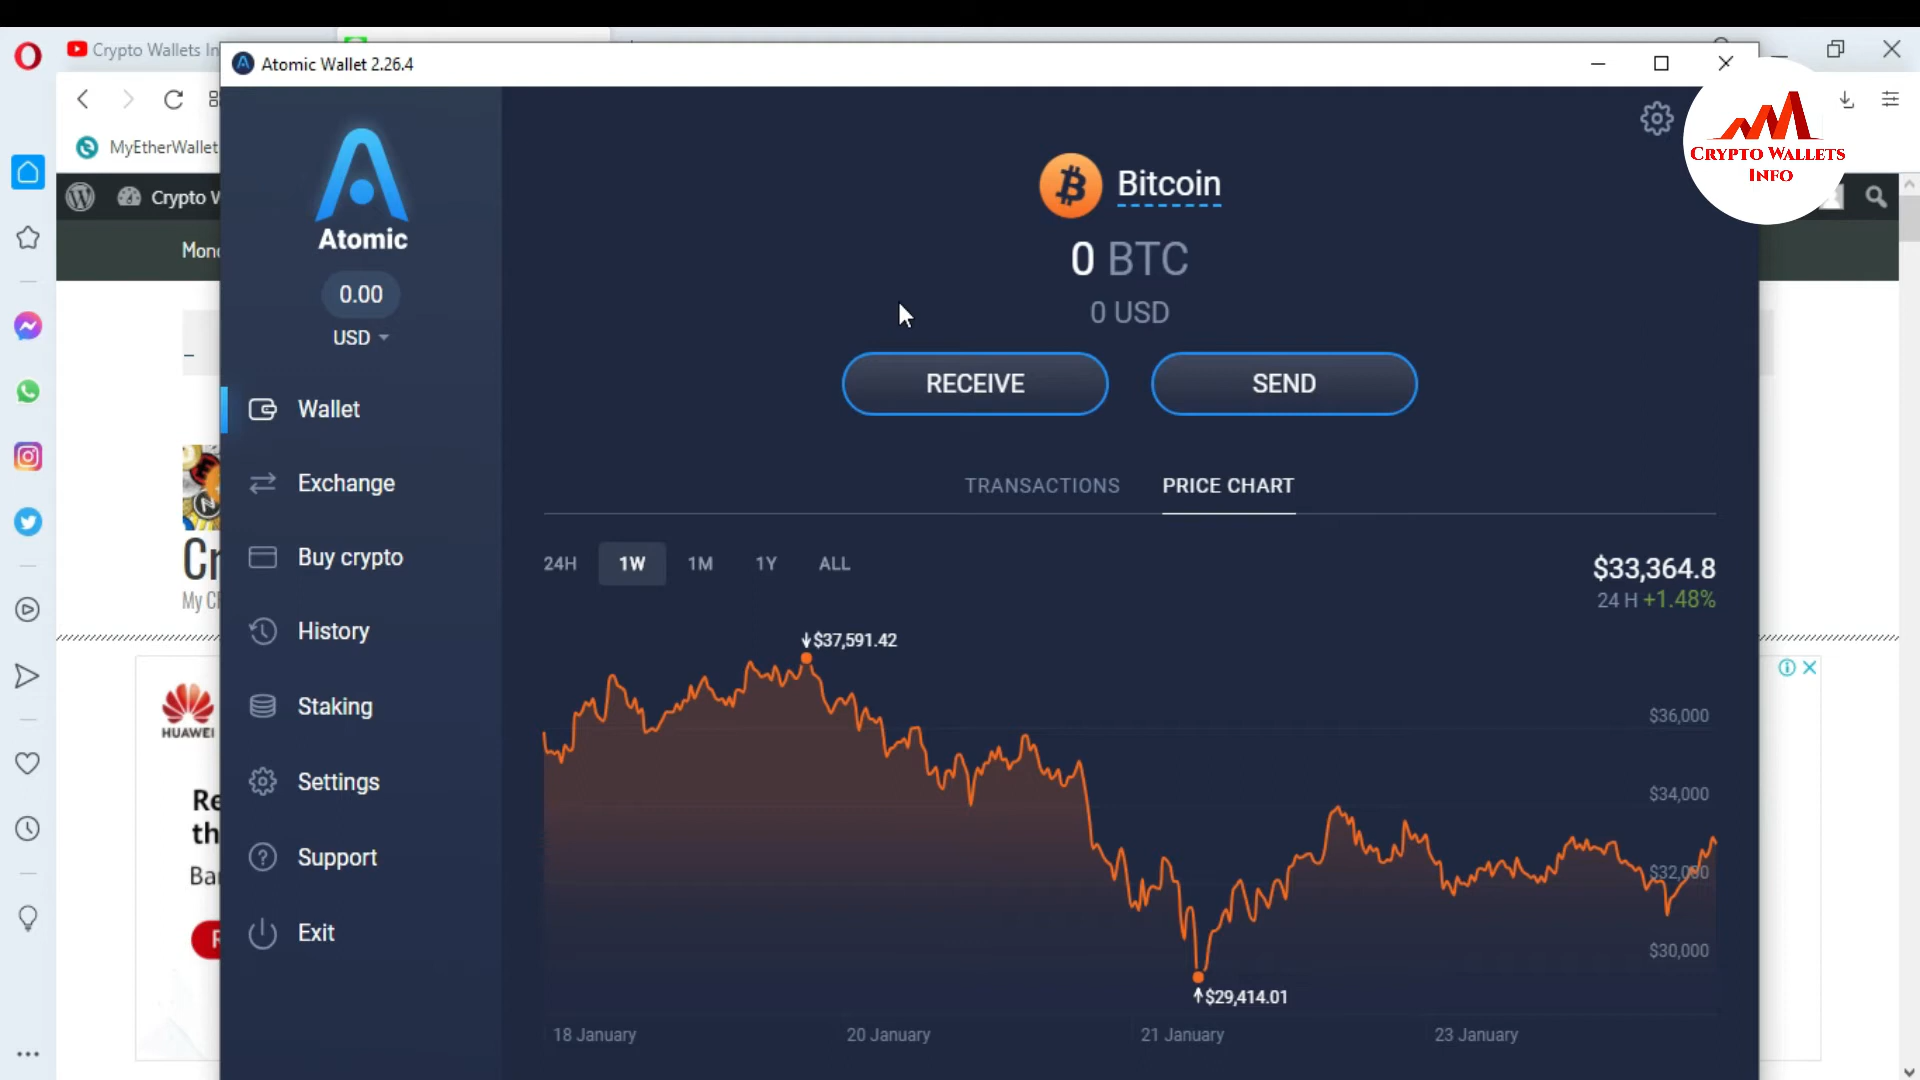 Crypto Wallets In
Atomic Wallet 2.26.4
MyEtherWallet
CRYPTO WALLETS
INFO
Crypto W
Mond
Atomic
0.00
USD
Wallet
Exchange
Buy crypto
History
Staking
Settings
Support
Exit
Bitcoin
0 BTC
0 USD
RECEIVE
SEND
TRANSACTIONS
PRICE CHART
24H 1W 1M 1Y ALL
$33,364.8
24 H +1.48%
$37,591.42
$36,000
$34,000
$32,000
$30,000
$29,414.01
18 January
20 January
21 January
23 January
Cr
My C
HUAWEI
Re
th
Ba